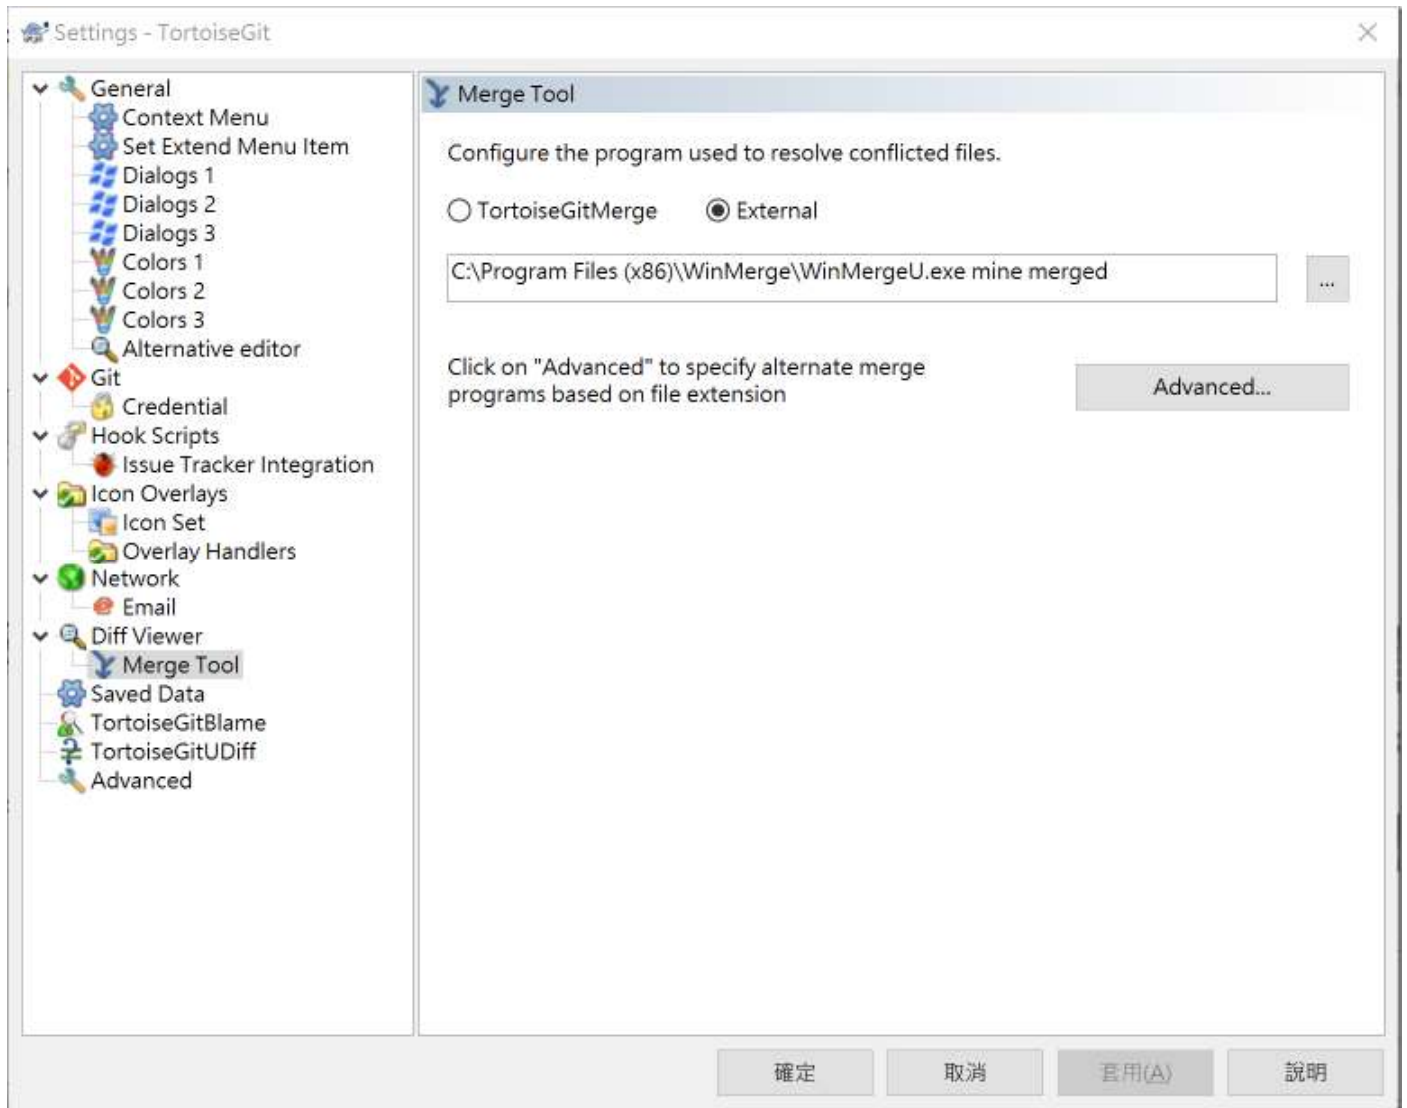 Settings - TortoiseGit
General
Context Menu
Set Extend Menu Item
Dialogs 1
Dialogs 2
Dialogs 3
Colors 1
Colors 2
Colors 3
Alternative editor
Git
Credential
Hook Scripts
Issue Tracker Integration
Icon Overlays
Icon Set
Overlay Handlers
Network
Email
Diff Viewer
Merge Tool
Saved Data
TortoiseGitBlame
TortoiseGitUDiff
Advanced
Merge Tool
Configure the program used to resolve conflicted files.
TortoiseGitMerge External
C:\Program Files (x86)\WinMerge\WinMergeU.exe mine merged
...
Click on "Advanced" to specify alternate merge
programs based on file extension
Advanced...
確定 取消 套用(A) 說明